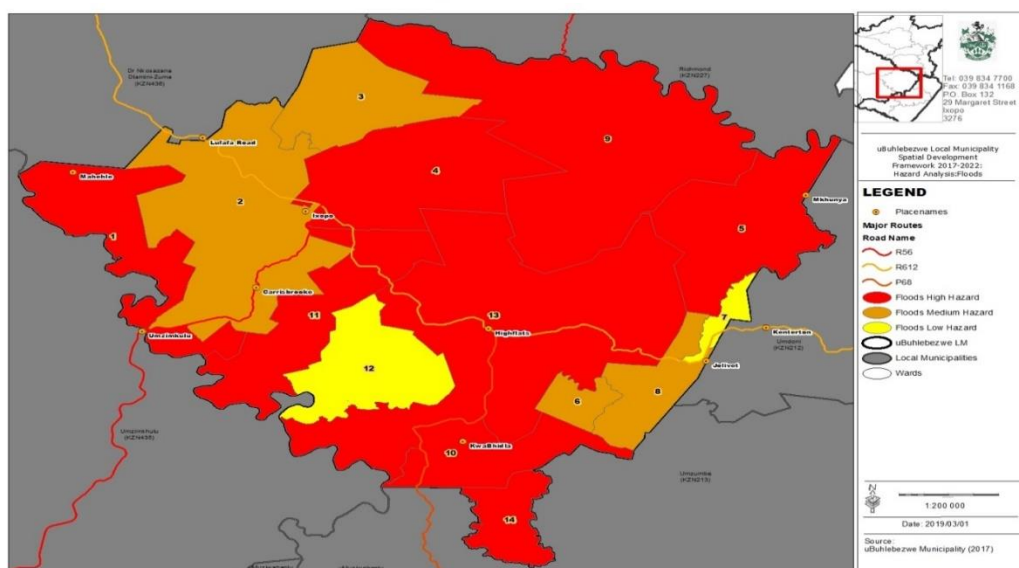 Dr Nkosazana
Dlamini-Zuma
(KZN436)
Richmond
(KZN227)
3
9
Lufafa Road
4
Mahehle
Mkhunya
2
Ixopo
1
5
Carrisbrooke
11
13
7
Umzimkulu
Highflats
Kenterton
Umdoni
(KZN212)
Jolivet
12
8
6
Umzimkhulu
(KZN435)
KwaBhidla
10
Umzumbe
(KZN213)
14
Tel: 039 834 7700
Fax: 039 834 1168
P.O. Box 132
29 Margaret Street
Ixopo
3276
uBuhlebezwe Local Municipality
Spatial Development
Framework 2017-2022:
Hazard Analysis:Floods
LEGEND
Placenames
Major Routes
Road Name
R56
R612
P68
Floods High Hazard
Floods Medium Hazard
Floods Low Hazard
uBuhlebezwe LM
Local Municipalities
Wards
N
1:200 000
Date: 2019/03/01
Source:
uBuhlebezwe Municipality (2017)